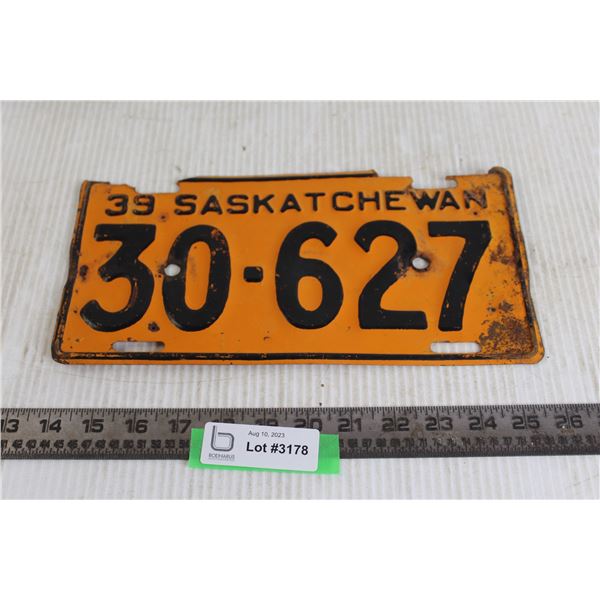 39 SASKATCHEWAN
30-627
13 14 15 16 17 18 19 20 21 22 23 24 25 26
Aug 10, 2023
Lot #3178
b
BODNARUS